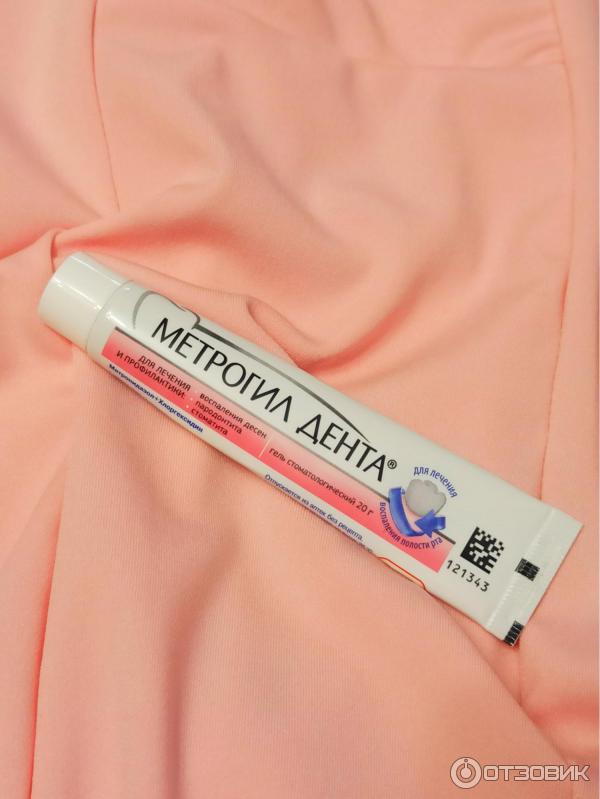 МЕТРОГИЛ ДЕНТА®
ДЛЯ ЛЕЧЕНИЯ
И ПРОФИЛАКТИКИ:
воспаления десен
пародонтита
стоматита
Метронидазол+Хлоргексидин
гель стоматологический 20 г
Отпускается из аптек без рецепта
для лечения
воспаления полости рта
121343
ОТЗОВИК